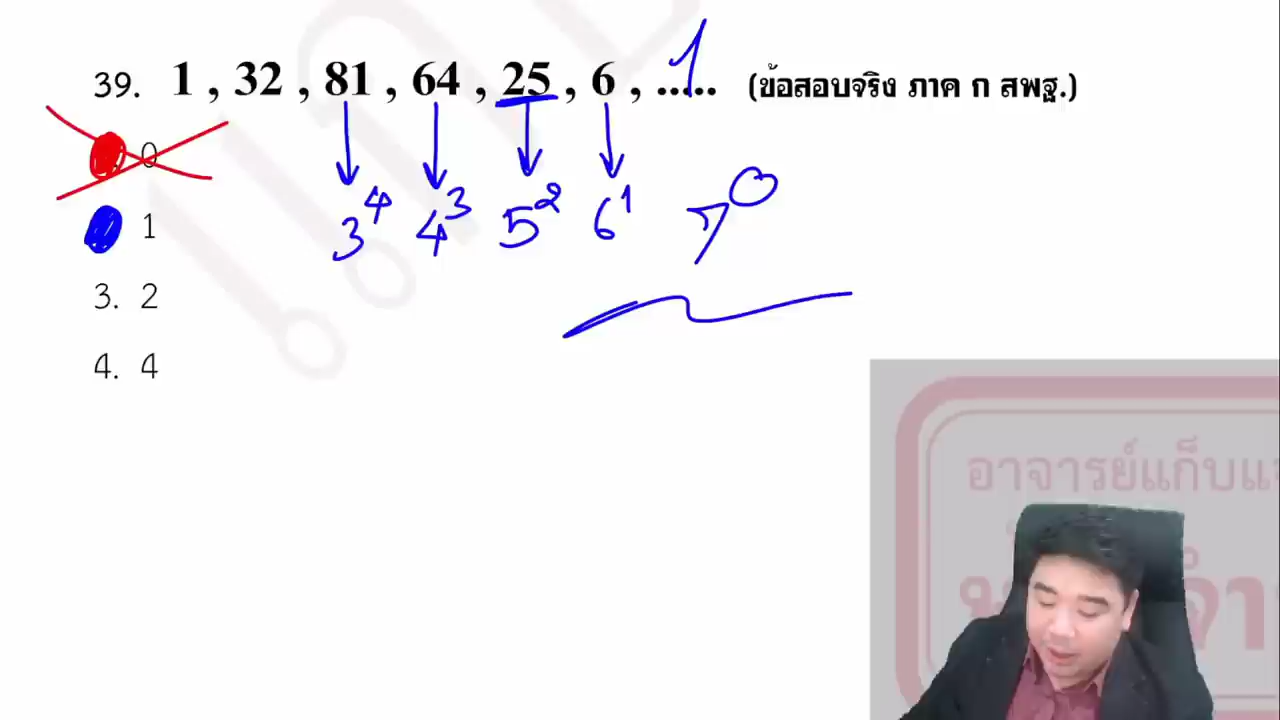 39. 1 , 32 , 81 , 64 , 25 , 6 , ..... 1 (ข้อสอบจริง ภาค ก สพฐ.)
0
3⁴ 4³ 5² 6¹ 7⁰
1
3. 2
4. 4
อาจารย์แก็บแ